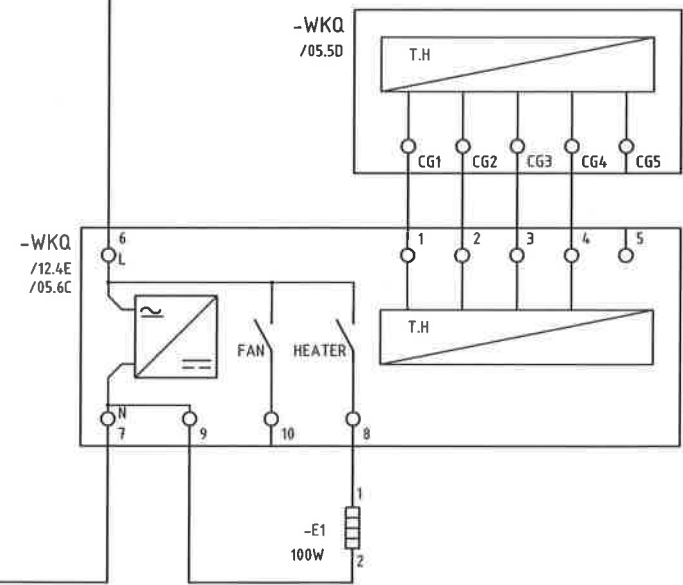 -WKQ
/05.5D
T.H
CG1 CG2 CG3 CG4 CG5
-WKQ
/12.4E
/05.6C
6
L
1 2 3 4 5
T.H
FAN HEATER
N
7 9 10 8
1
-E1
100W
2